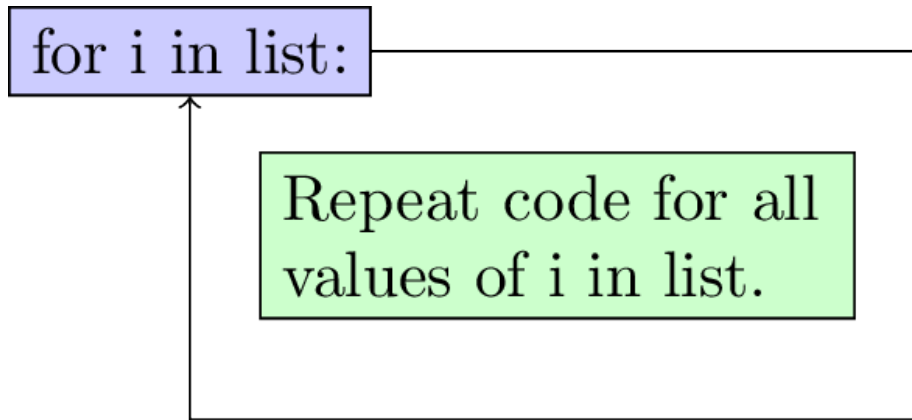 for i in list:
Repeat code for all
values of i in list.